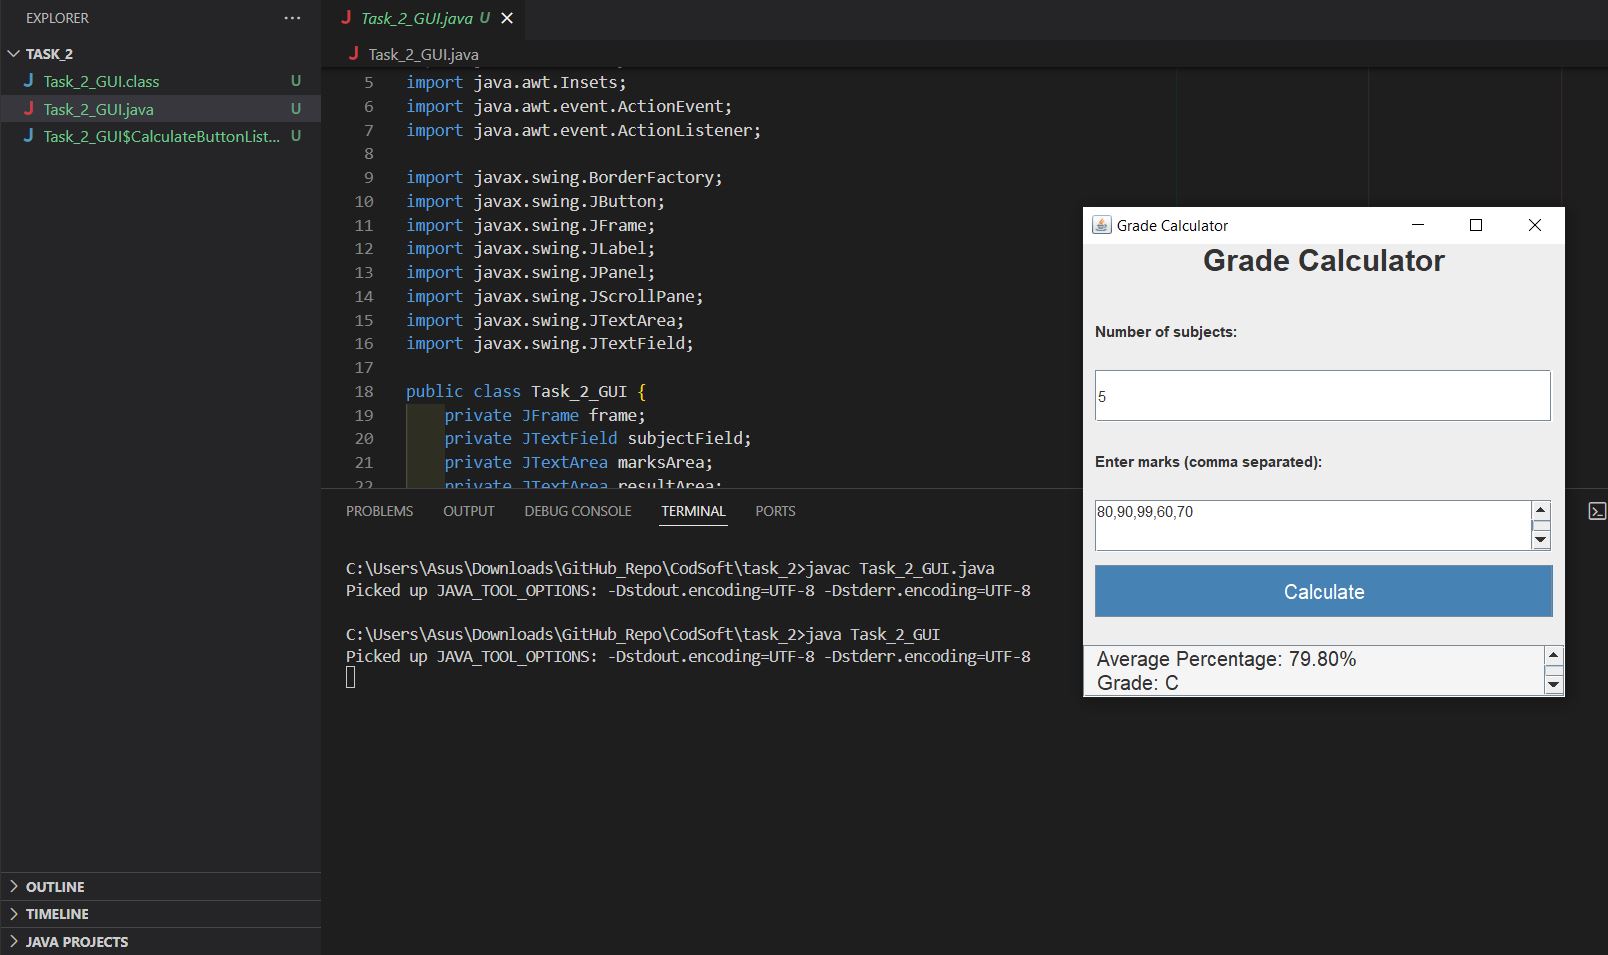 EXPLORER ...
TASK_2
J Task_2_GUI.class U
J Task_2_GUI.java U
J Task_2_GUI$CalculateButtonList... U
OUTLINE
TIMELINE
JAVA PROJECTS
J Task_2_GUI.java U
J Task_2_GUI.java
5 import java.awt.Insets;
6 import java.awt.event.ActionEvent;
7 import java.awt.event.ActionListener;
8
9 import javax.swing.BorderFactory;
10 import javax.swing.JButton;
11 import javax.swing.JFrame;
12 import javax.swing.JLabel;
13 import javax.swing.JPanel;
14 import javax.swing.JScrollPane;
15 import javax.swing.JTextArea;
16 import javax.swing.JTextField;
17
18 public class Task_2_GUI {
19 private JFrame frame;
20 private JTextField subjectField;
21 private JTextArea marksArea;
22 private JTextArea resultArea;
PROBLEMS OUTPUT DEBUG CONSOLE TERMINAL PORTS
C:\Users\Asus\Downloads\GitHub_Repo\CodSoft\task_2>javac Task_2_GUI.java
Picked up JAVA_TOOL_OPTIONS: -Dstdout.encoding=UTF-8 -Dstderr.encoding=UTF-8
C:\Users\Asus\Downloads\GitHub_Repo\CodSoft\task_2>java Task_2_GUI
Picked up JAVA_TOOL_OPTIONS: -Dstdout.encoding=UTF-8 -Dstderr.encoding=UTF-8
Grade Calculator
Grade Calculator
Number of subjects:
5
Enter marks (comma separated):
80,90,99,60,70
Calculate
Average Percentage: 79.80%
Grade: C